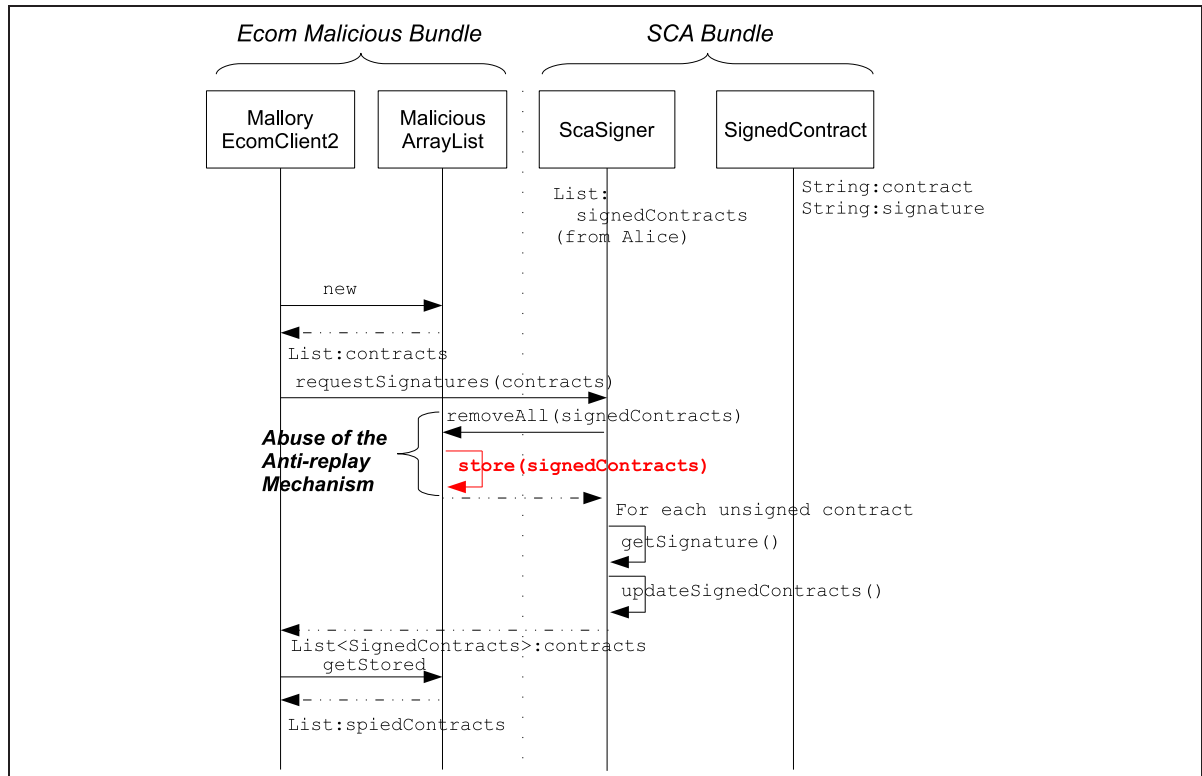 Ecom Malicious Bundle
SCA Bundle
Mallory
EcomClient2
Malicious
ArrayList
ScaSigner
SignedContract
List:
signedContracts
(from Alice)
String:contract
String:signature
new
List:contracts
requestSignatures(contracts)
removeAll(signedContracts)
Abuse of the
Anti-replay
Mechanism
store(signedContracts)
For each unsigned contract
getSignature()
updateSignedContracts()
List<SignedContracts>:contracts
getStored
List:spiedContracts